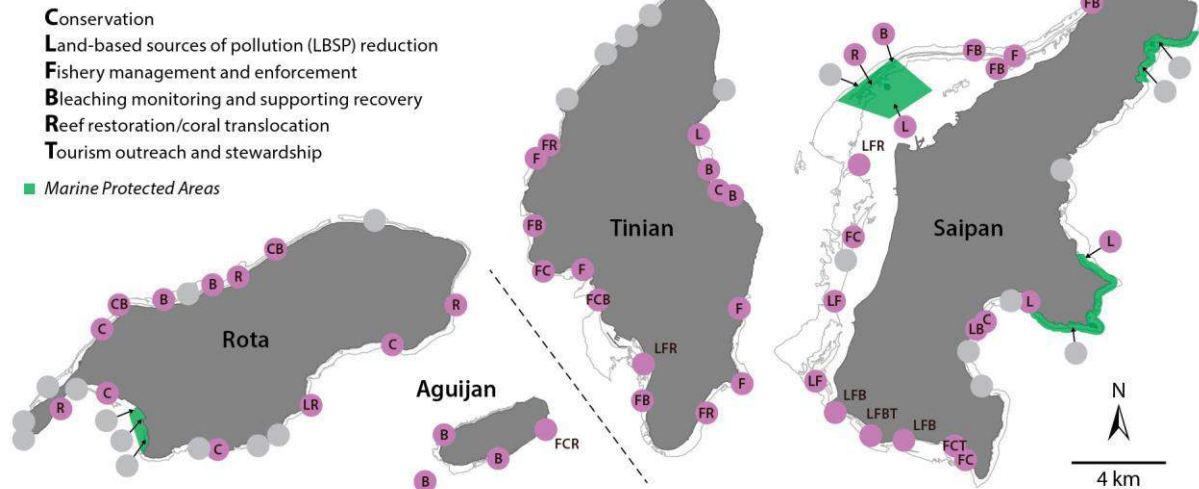 Conservation
Land-based sources of pollution (LBSP) reduction
Fishery management and enforcement
Bleaching monitoring and supporting recovery
Reef restoration/coral translocation
Tourism outreach and stewardship
Marine Protected Areas
Rota
CB
CB
B
B
R
C
R
C
C
R
LR
C
Aguijan
B
B
B
FCR
Tinian
FR
F
L
B
C
B
FB
FC
F
FCB
F
LFR
FB
FR
F
Saipan
FB
B
R
FB
F
FB
L
LFR
FC
L
LF
L
C
LB
LF
LFB
LFBT
LFB
FCT
FC
N
4 km